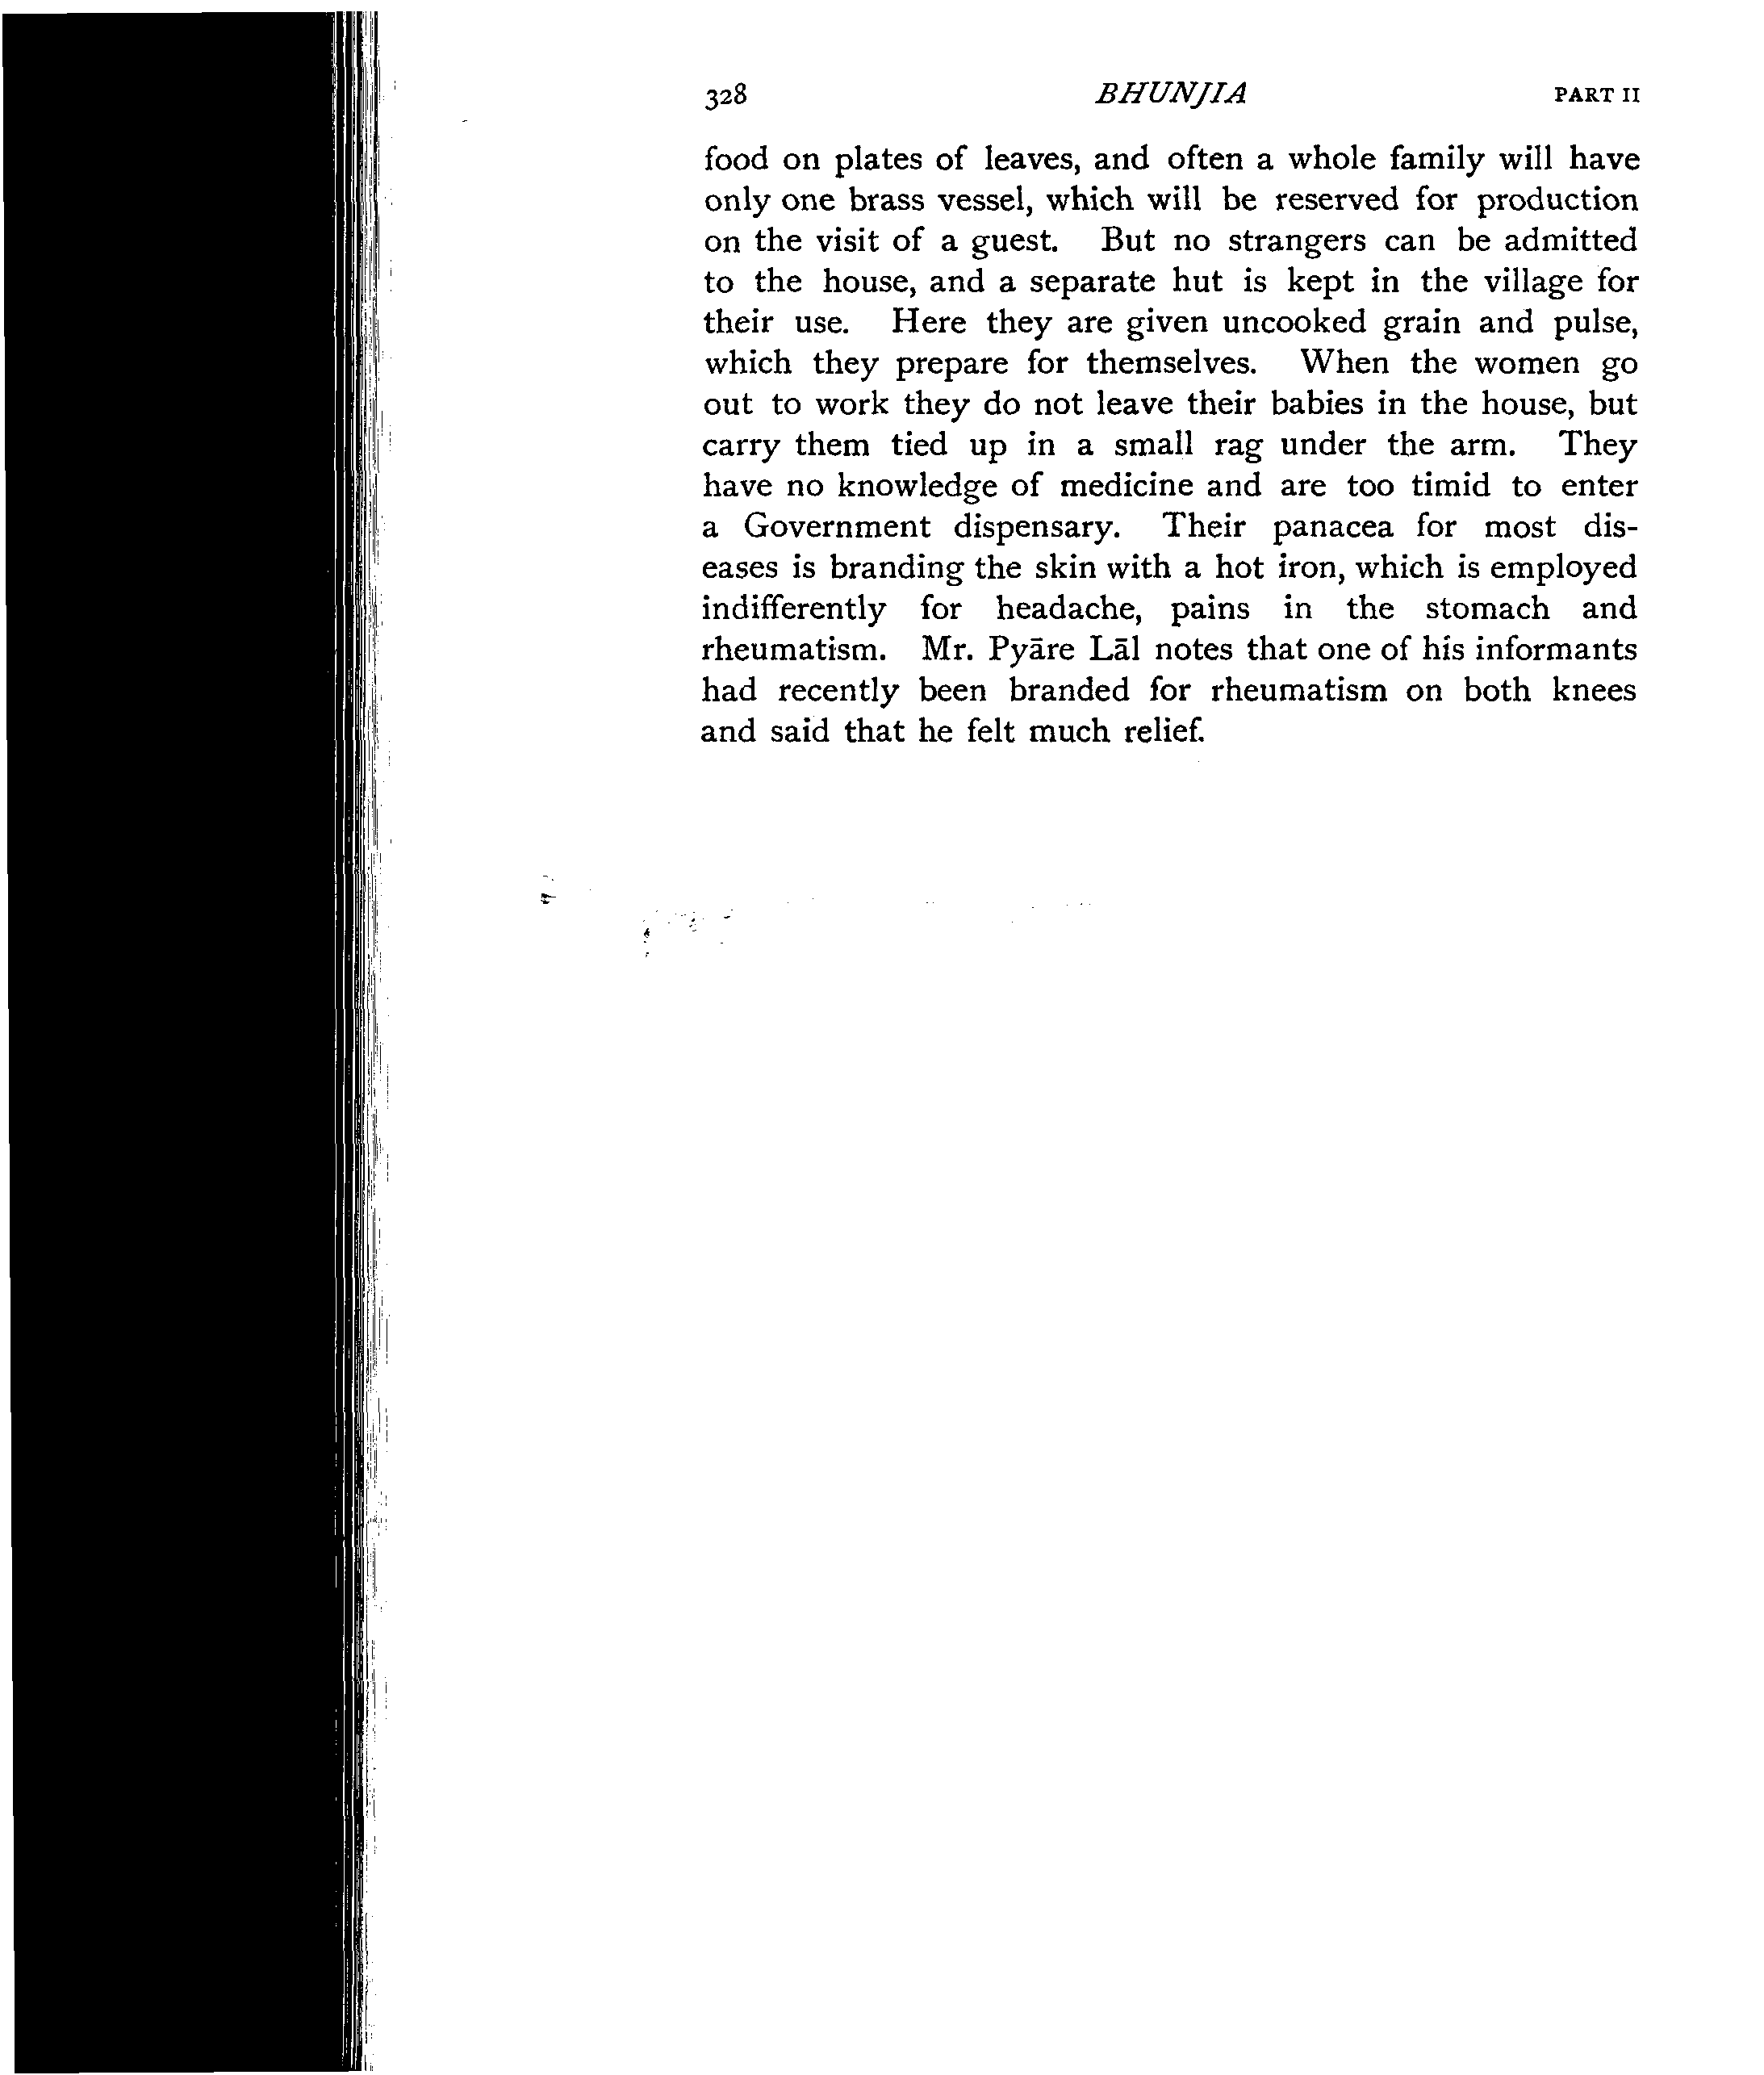 328 BHUNJIA PART II
food on plates of leaves, and often a whole family will have
only one brass vessel, which will be reserved for production
on the visit of a guest. But no strangers can be admitted
to the house, and a separate hut is kept in the village for
their use. Here they are given uncooked grain and pulse,
which they prepare for themselves. When the women go
out to work they do not leave their babies in the house, but
carry them tied up in a small rag under the arm. They
have no knowledge of medicine and are too timid to enter
a Government dispensary. Their panacea for most dis-
eases is branding the skin with a hot iron, which is employed
indifferently for headache, pains in the stomach and
rheumatism. Mr. Pyāre Lāl notes that one of his informants
had recently been branded for rheumatism on both knees
and said that he felt much relief.